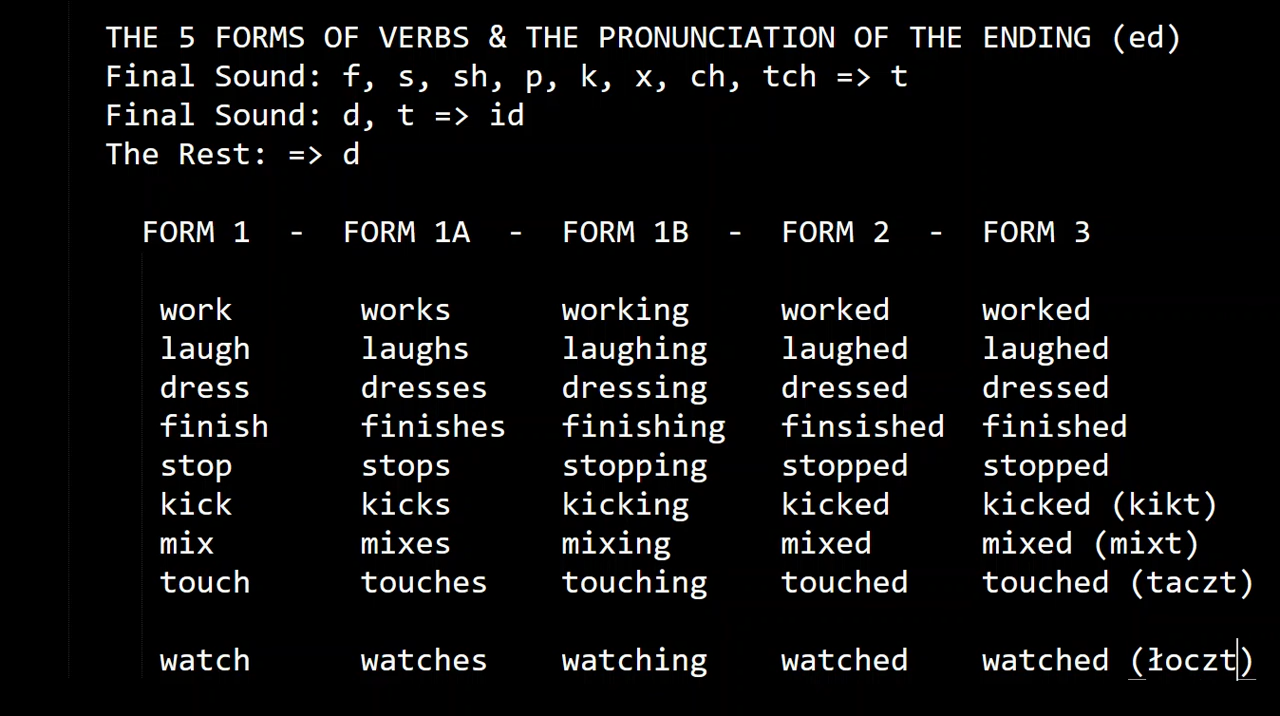 THE 5 FORMS OF VERBS & THE PRONUNCIATION OF THE ENDING (ed)
Final Sound: f, s, sh, p, k, x, ch, tch => t
Final Sound: d, t => id
The Rest: => d
FORM 1 - FORM 1A - FORM 1B - FORM 2 - FORM 3
work works working worked worked
laugh laughs laughing laughed laughed
dress dresses dressing dressed dressed
finish finishes finishing finsished finished
stop stops stopping stopped stopped
kick kicks kicking kicked kicked (kikt)
mix mixes mixing mixed mixed (mixt)
touch touches touching touched touched (taczt)
watch watches watching watched watched (łoczt)